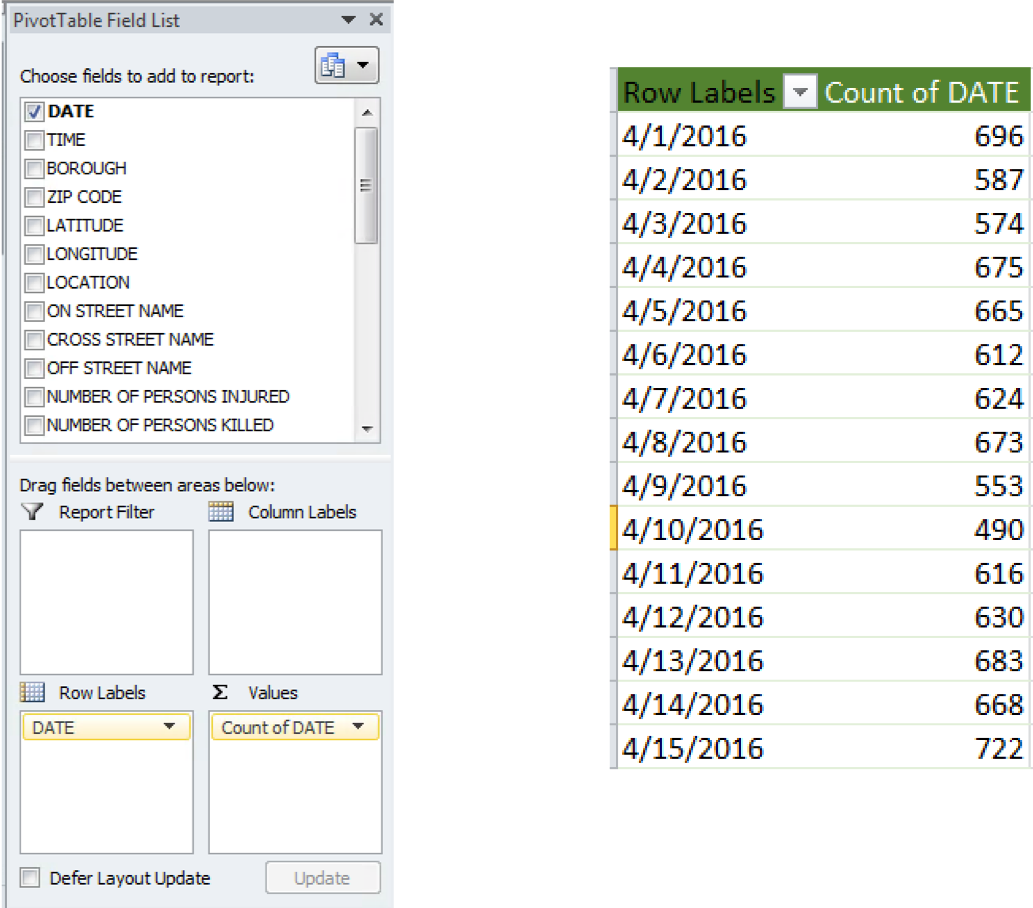 PivotTable Field List
Choose fields to add to report:
DATE
TIME
BOROUGH
ZIP CODE
LATITUDE
LONGITUDE
LOCATION
ON STREET NAME
CROSS STREET NAME
OFF STREET NAME
NUMBER OF PERSONS INJURED
NUMBER OF PERSONS KILLED
Drag fields between areas below:
Report Filter Column Labels
Row Labels Σ Values
DATE Count of DATE
Defer Layout Update Update
Row Labels Count of DATE
4/1/2016 696
4/2/2016 587
4/3/2016 574
4/4/2016 675
4/5/2016 665
4/6/2016 612
4/7/2016 624
4/8/2016 673
4/9/2016 553
4/10/2016 490
4/11/2016 616
4/12/2016 630
4/13/2016 683
4/14/2016 668
4/15/2016 722